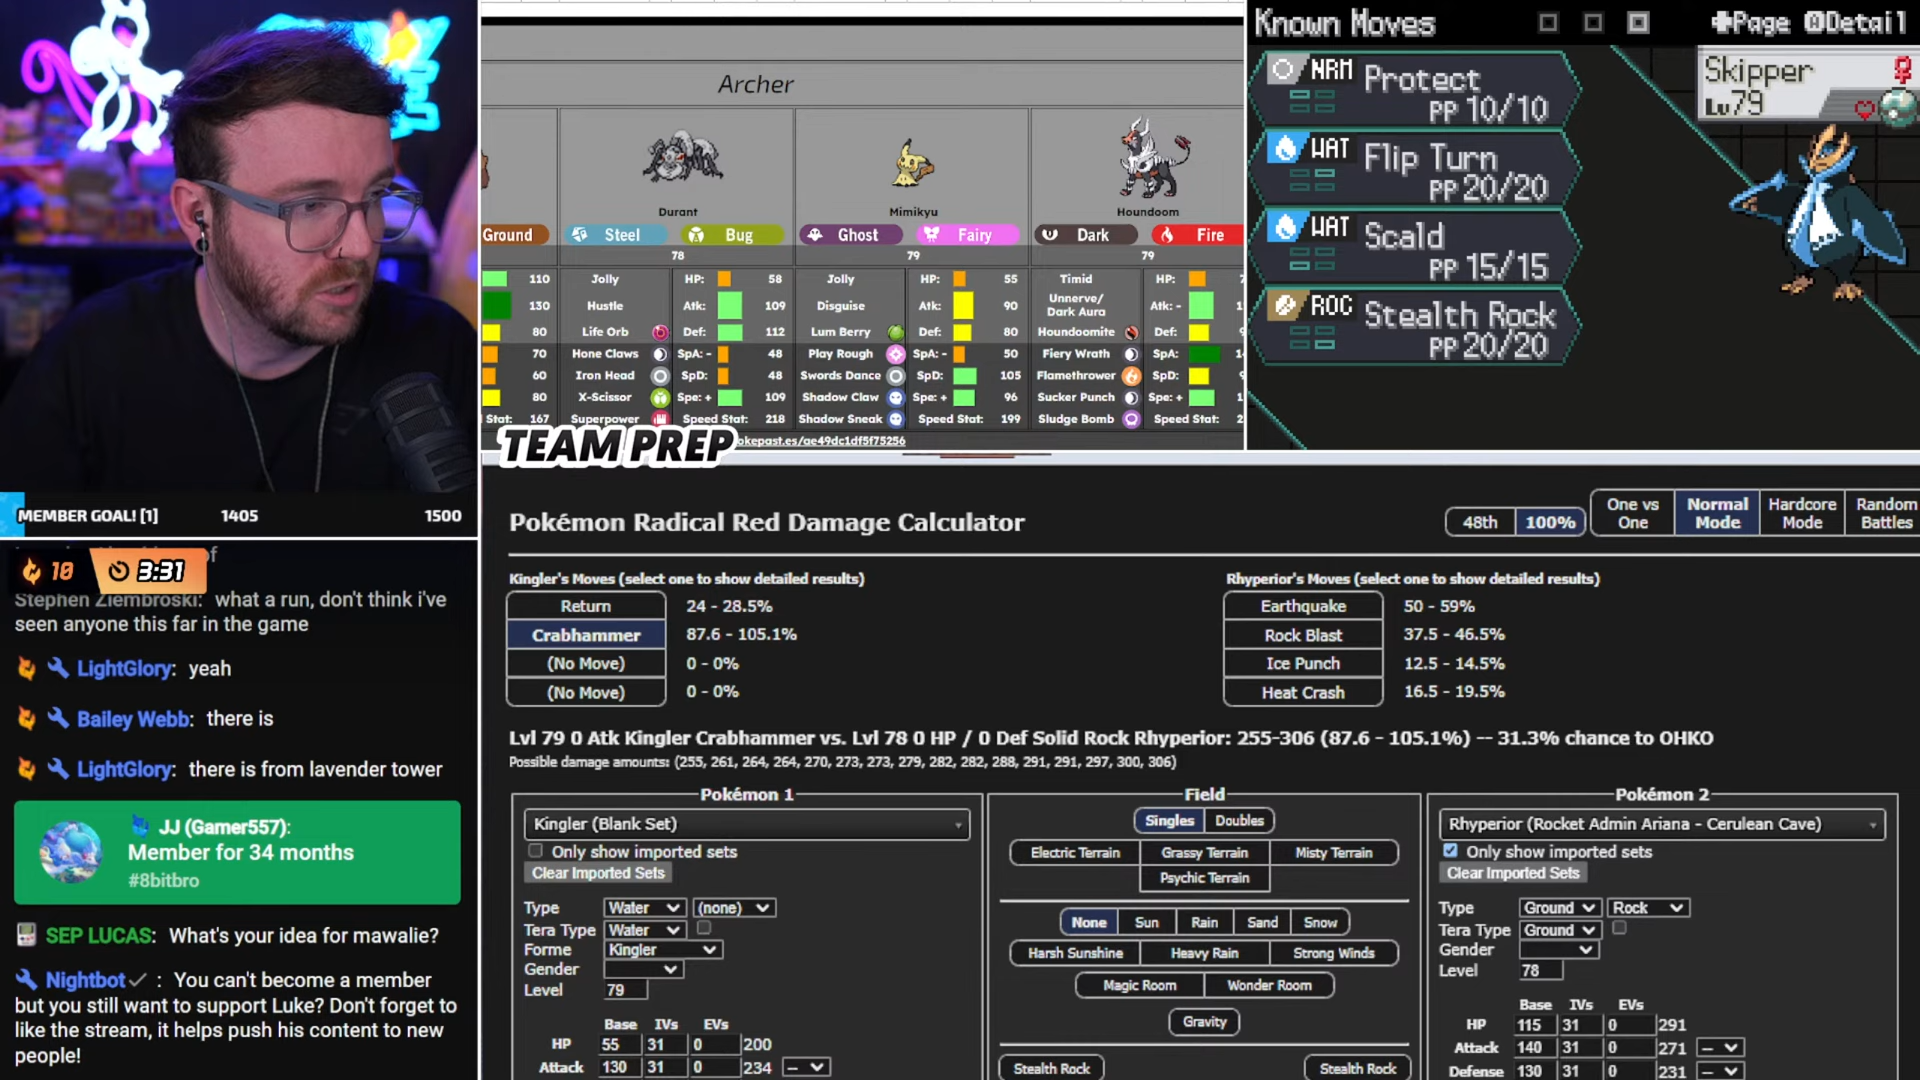 Archer
Durant
Mimikyu
Houndoom
Ground
Steel
Bug
Ghost
Fairy
Dark
Fire
78
79
79
110
Jolly
HP:
58
Jolly
HP:
55
Timid
HP:
130
Hustle
Atk:
109
Disguise
Atk:
90
Unnerve/
Dark Aura
Atk: -
80
Life Orb
Def:
112
Lum Berry
Def:
80
Houndoomite
Def:
70
Hone Claws
SpA: -
48
Play Rough
SpA: -
50
Fiery Wrath
SpA:
60
Iron Head
SpD:
48
Swords Dance
SpD:
105
Flamethrower
SpD:
80
X-Scissor
Spe: +
109
Shadow Claw
Spe: +
96
Sucker Punch
Spe: +
Stat:
167
Superpower
Speed Stat:
218
Shadow Sneak
Speed Stat:
199
Sludge Bomb
Speed Stat:
okepast.es/ae49dc1df5f75256
TEAM PREP
Known Moves
Page
Detail
NRM Protect
PP 10/10
WAT Flip Turn
PP 20/20
WAT Scald
PP 15/15
ROC Stealth Rock
PP 20/20
Skipper
Lv79
MEMBER GOAL! [1]
1405
1500
of
10
3:31
Stephen Ziembroski: what a run, don't think i've
seen anyone this far in the game
LightGlory: yeah
Bailey Webb: there is
LightGlory: there is from lavender tower
JJ (Gamer557):
Member for 34 months
#8bitbro
SEP LUCAS: What's your idea for mawalie?
Nightbot : You can't become a member
but you still want to support Luke? Don't forget to
like the stream, it helps push his content to new
people!
Pokémon Radical Red Damage Calculator
48th
100%
One vs
One
Normal
Mode
Hardcore
Mode
Random
Battles
Kingler's Moves (select one to show detailed results)
Return
24 - 28.5%
Crabhammer
87.6 - 105.1%
(No Move)
0 - 0%
(No Move)
0 - 0%
Rhyperior's Moves (select one to show detailed results)
Earthquake
50 - 59%
Rock Blast
37.5 - 46.5%
Ice Punch
12.5 - 14.5%
Heat Crash
16.5 - 19.5%
Lvl 79 0 Atk Kingler Crabhammer vs. Lvl 78 0 HP / 0 Def Solid Rock Rhyperior: 255-306 (87.6 - 105.1%) -- 31.3% chance to OHKO
Possible damage amounts: (255, 261, 264, 264, 270, 273, 273, 279, 282, 282, 288, 291, 291, 297, 300, 306)
Pokémon 1
Kingler (Blank Set)
Only show imported sets
Clear Imported Sets
Type
Water
(none)
Tera Type
Water
Forme
Kingler
Gender
Level
79
Base
IVs
EVs
HP
55
31
0
200
Attack
130
31
0
234
--
Field
Singles
Doubles
Electric Terrain
Grassy Terrain
Misty Terrain
Psychic Terrain
None
Sun
Rain
Sand
Snow
Harsh Sunshine
Heavy Rain
Strong Winds
Magic Room
Wonder Room
Gravity
Stealth Rock
Stealth Rock
Pokémon 2
Rhyperior (Rocket Admin Ariana - Cerulean Cave)
Only show imported sets
Clear Imported Sets
Type
Ground
Rock
Tera Type
Ground
Gender
Level
78
Base
IVs
EVs
HP
115
31
0
291
Attack
140
31
0
271
--
Defense
130
31
0
231
--